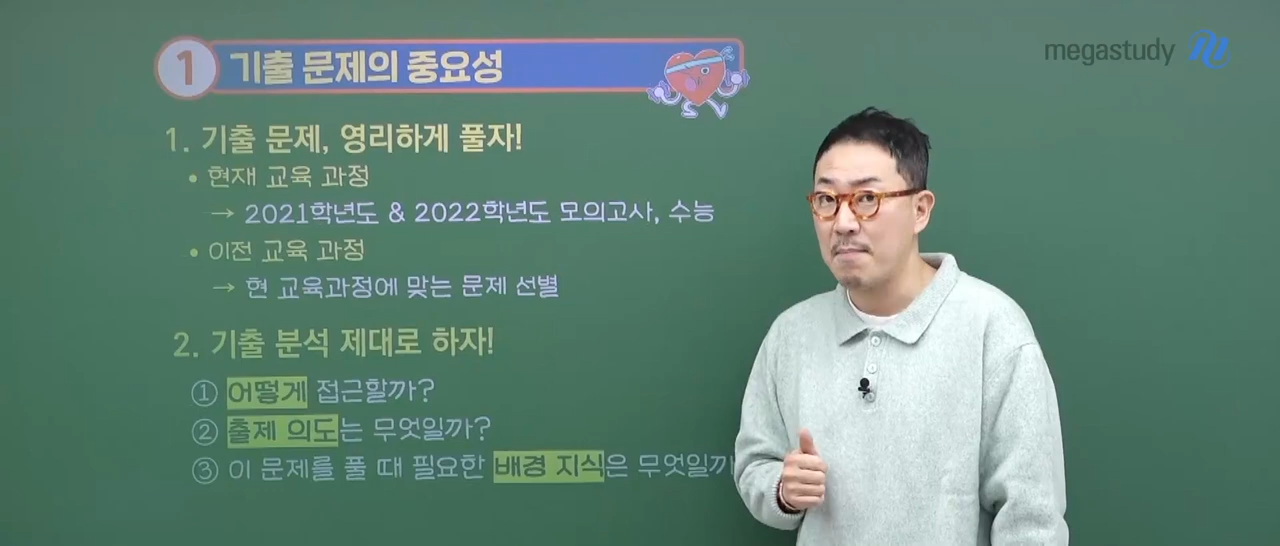 1 기출 문제의 중요성
megastudy
1. 기출 문제, 영리하게 풀자!
• 현재 교육 과정
→ 2021학년도 & 2022학년도 모의고사, 수능
• 이전 교육 과정
→ 현 교육과정에 맞는 문제 선별
2. 기출 분석 제대로 하자!
① 어떻게 접근할까?
② 출제 의도는 무엇일까?
③ 이 문제를 풀 때 필요한 배경 지식은 무엇일까